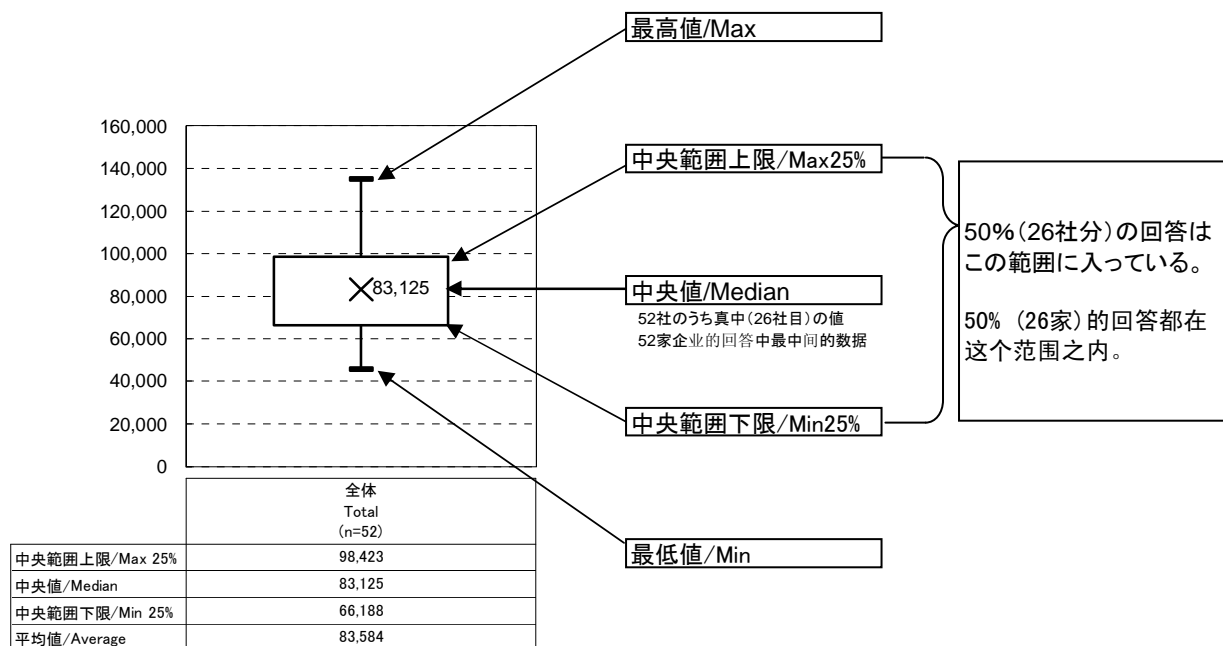 最高値/Max
160,000
140,000
120,000
100,000
80,000
60,000
40,000
20,000
0
83,125
中央範囲上限/Max25%
中央値/Median
52社のうち真中(26社目)の値
52家企业的回答中最中间的数据
中央範囲下限/Min25%
最低値/Min
50%(26社分)の回答は
この範囲に入っている。
50% (26家)的回答都在
这个范围之内。
全体
Total
(n=52)
中央範囲上限/Max 25% 98,423
中央値/Median 83,125
中央範囲下限/Min 25% 66,188
平均値/Average 83,584